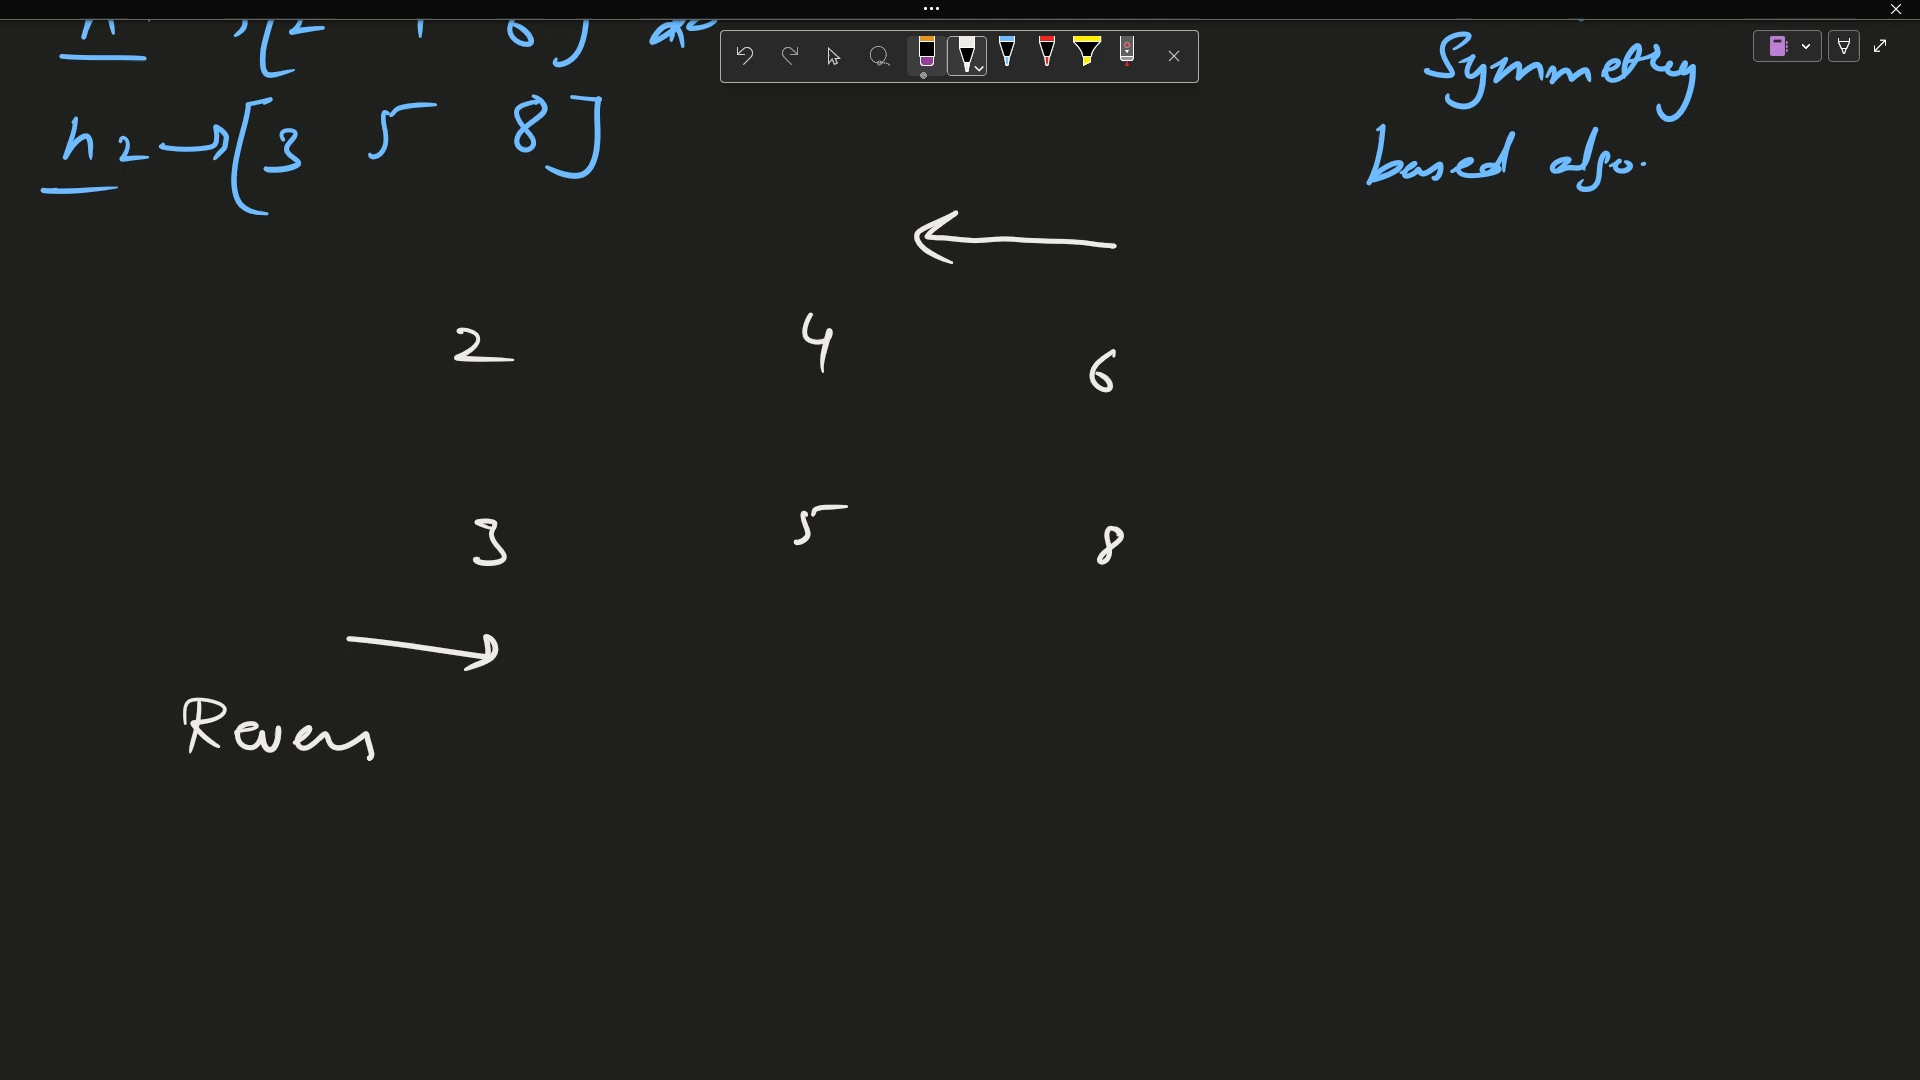 h2 → [3 5 8]
Symmetry
based algo.
2 4 6
3 5 8
Revers